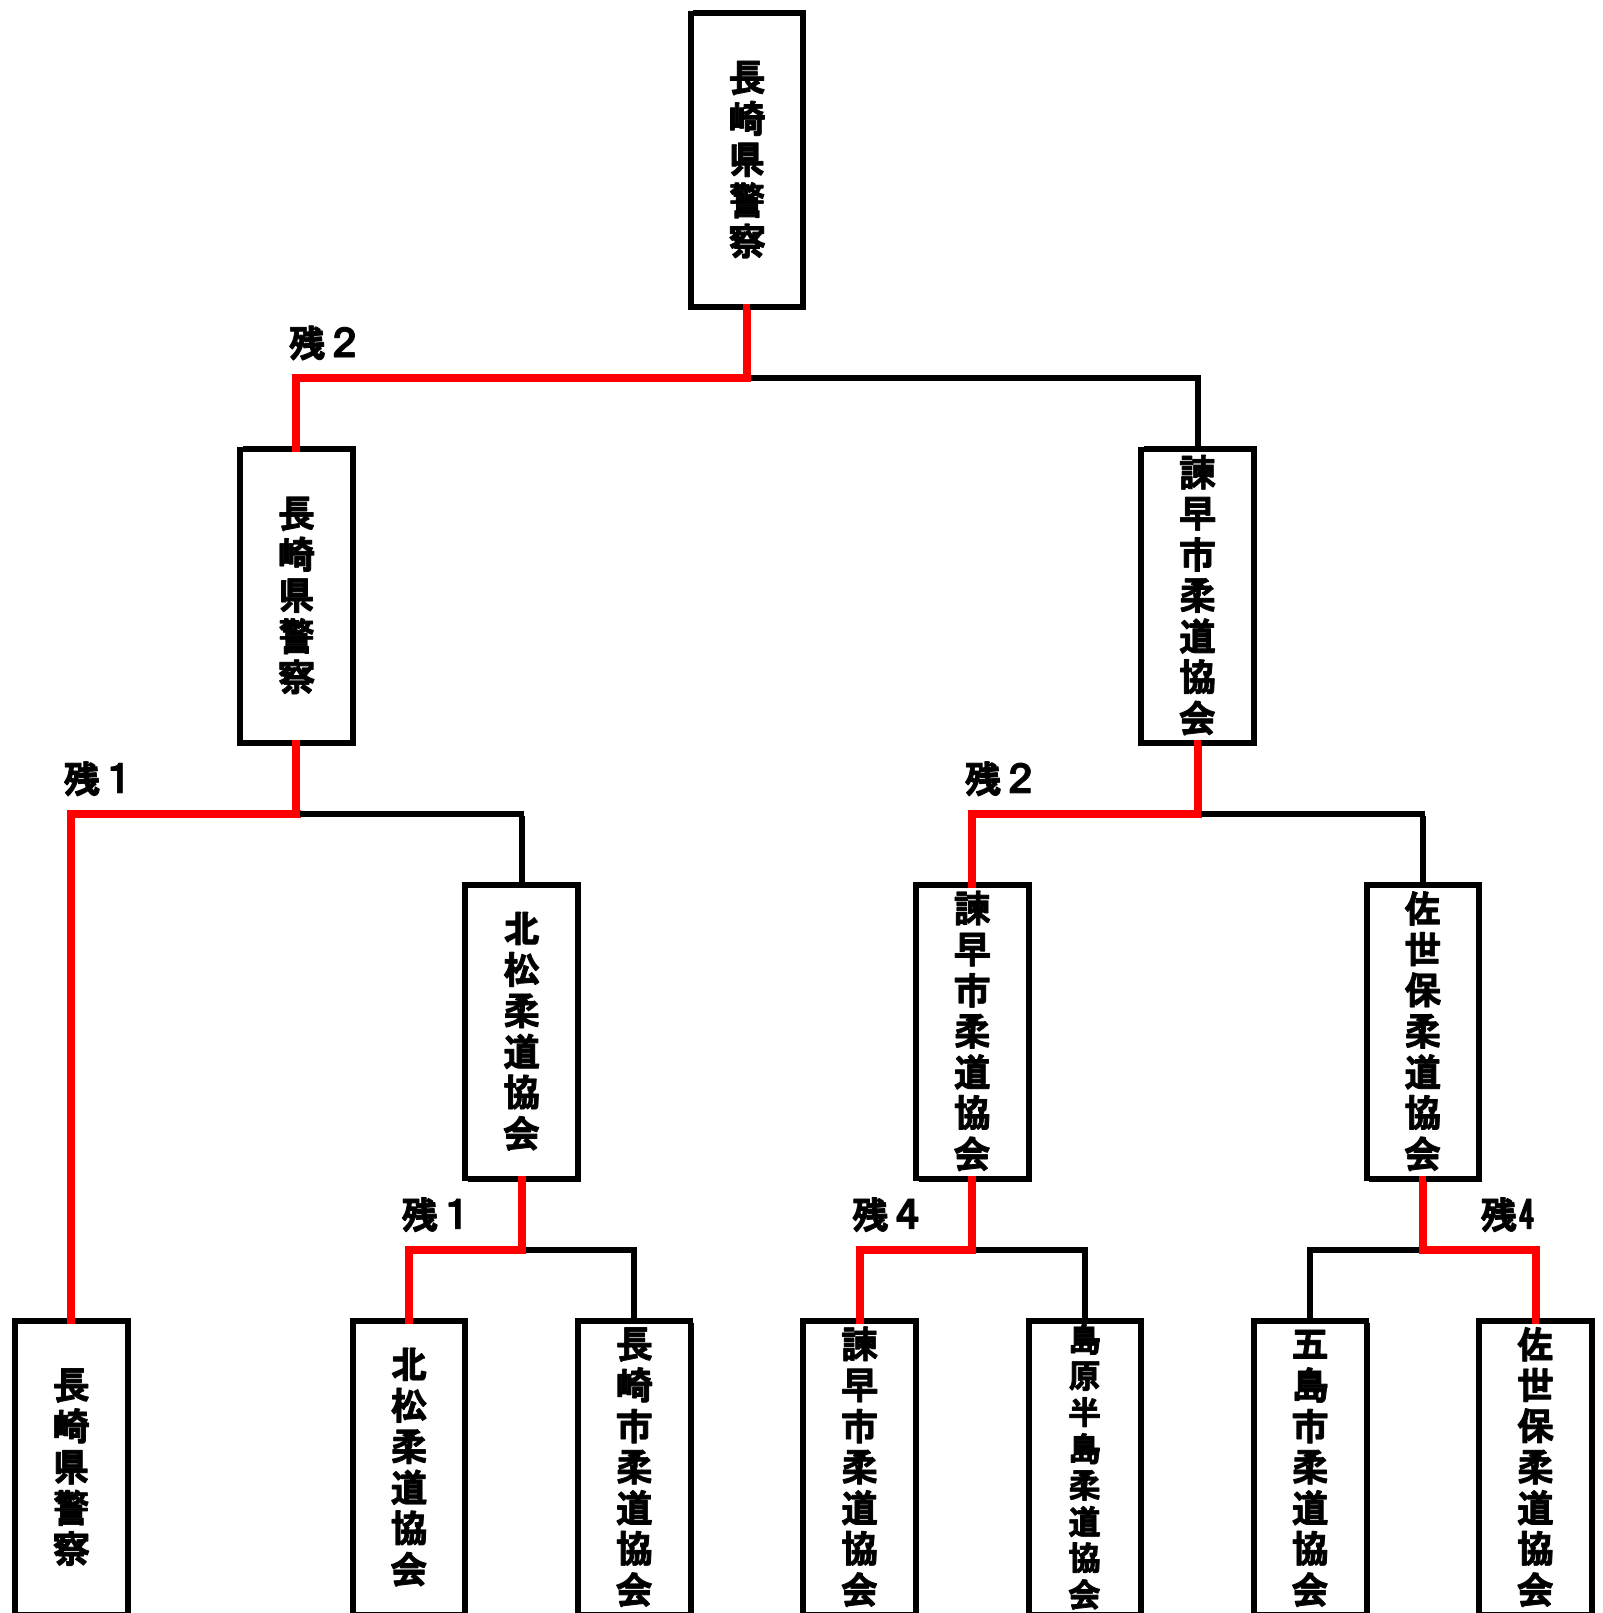 長崎県警察
残２
長崎県警察
諫早市柔道協会
残１
残２
北松柔道協会
諫早市柔道協会
佐世保柔道協会
残１
残４
残4
長崎県警察
北松柔道協会
長崎市柔道協会
諫早市柔道協会
島原半島柔道協会
五島市柔道協会
佐世保柔道協会